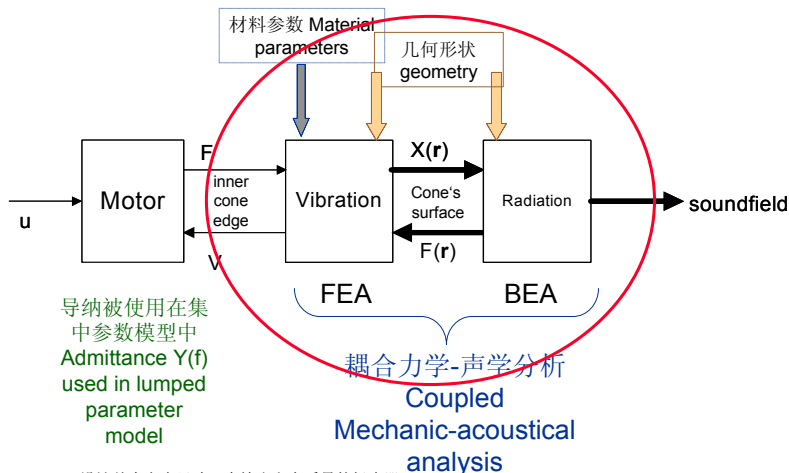 材料参数 Material
parameters
几何形状
geometry
F
X(r)
Motor
inner
cone
edge
Vibration
Cone's
surface
Radiation
soundfield
u
V
F(r)
FEA
BEA
导纳被使用在集
中参数模型中
Admittance Y(f)
used in lumped
parameter
model
耦合力学-声学分析
Coupled
Mechanic-acoustical
analysis